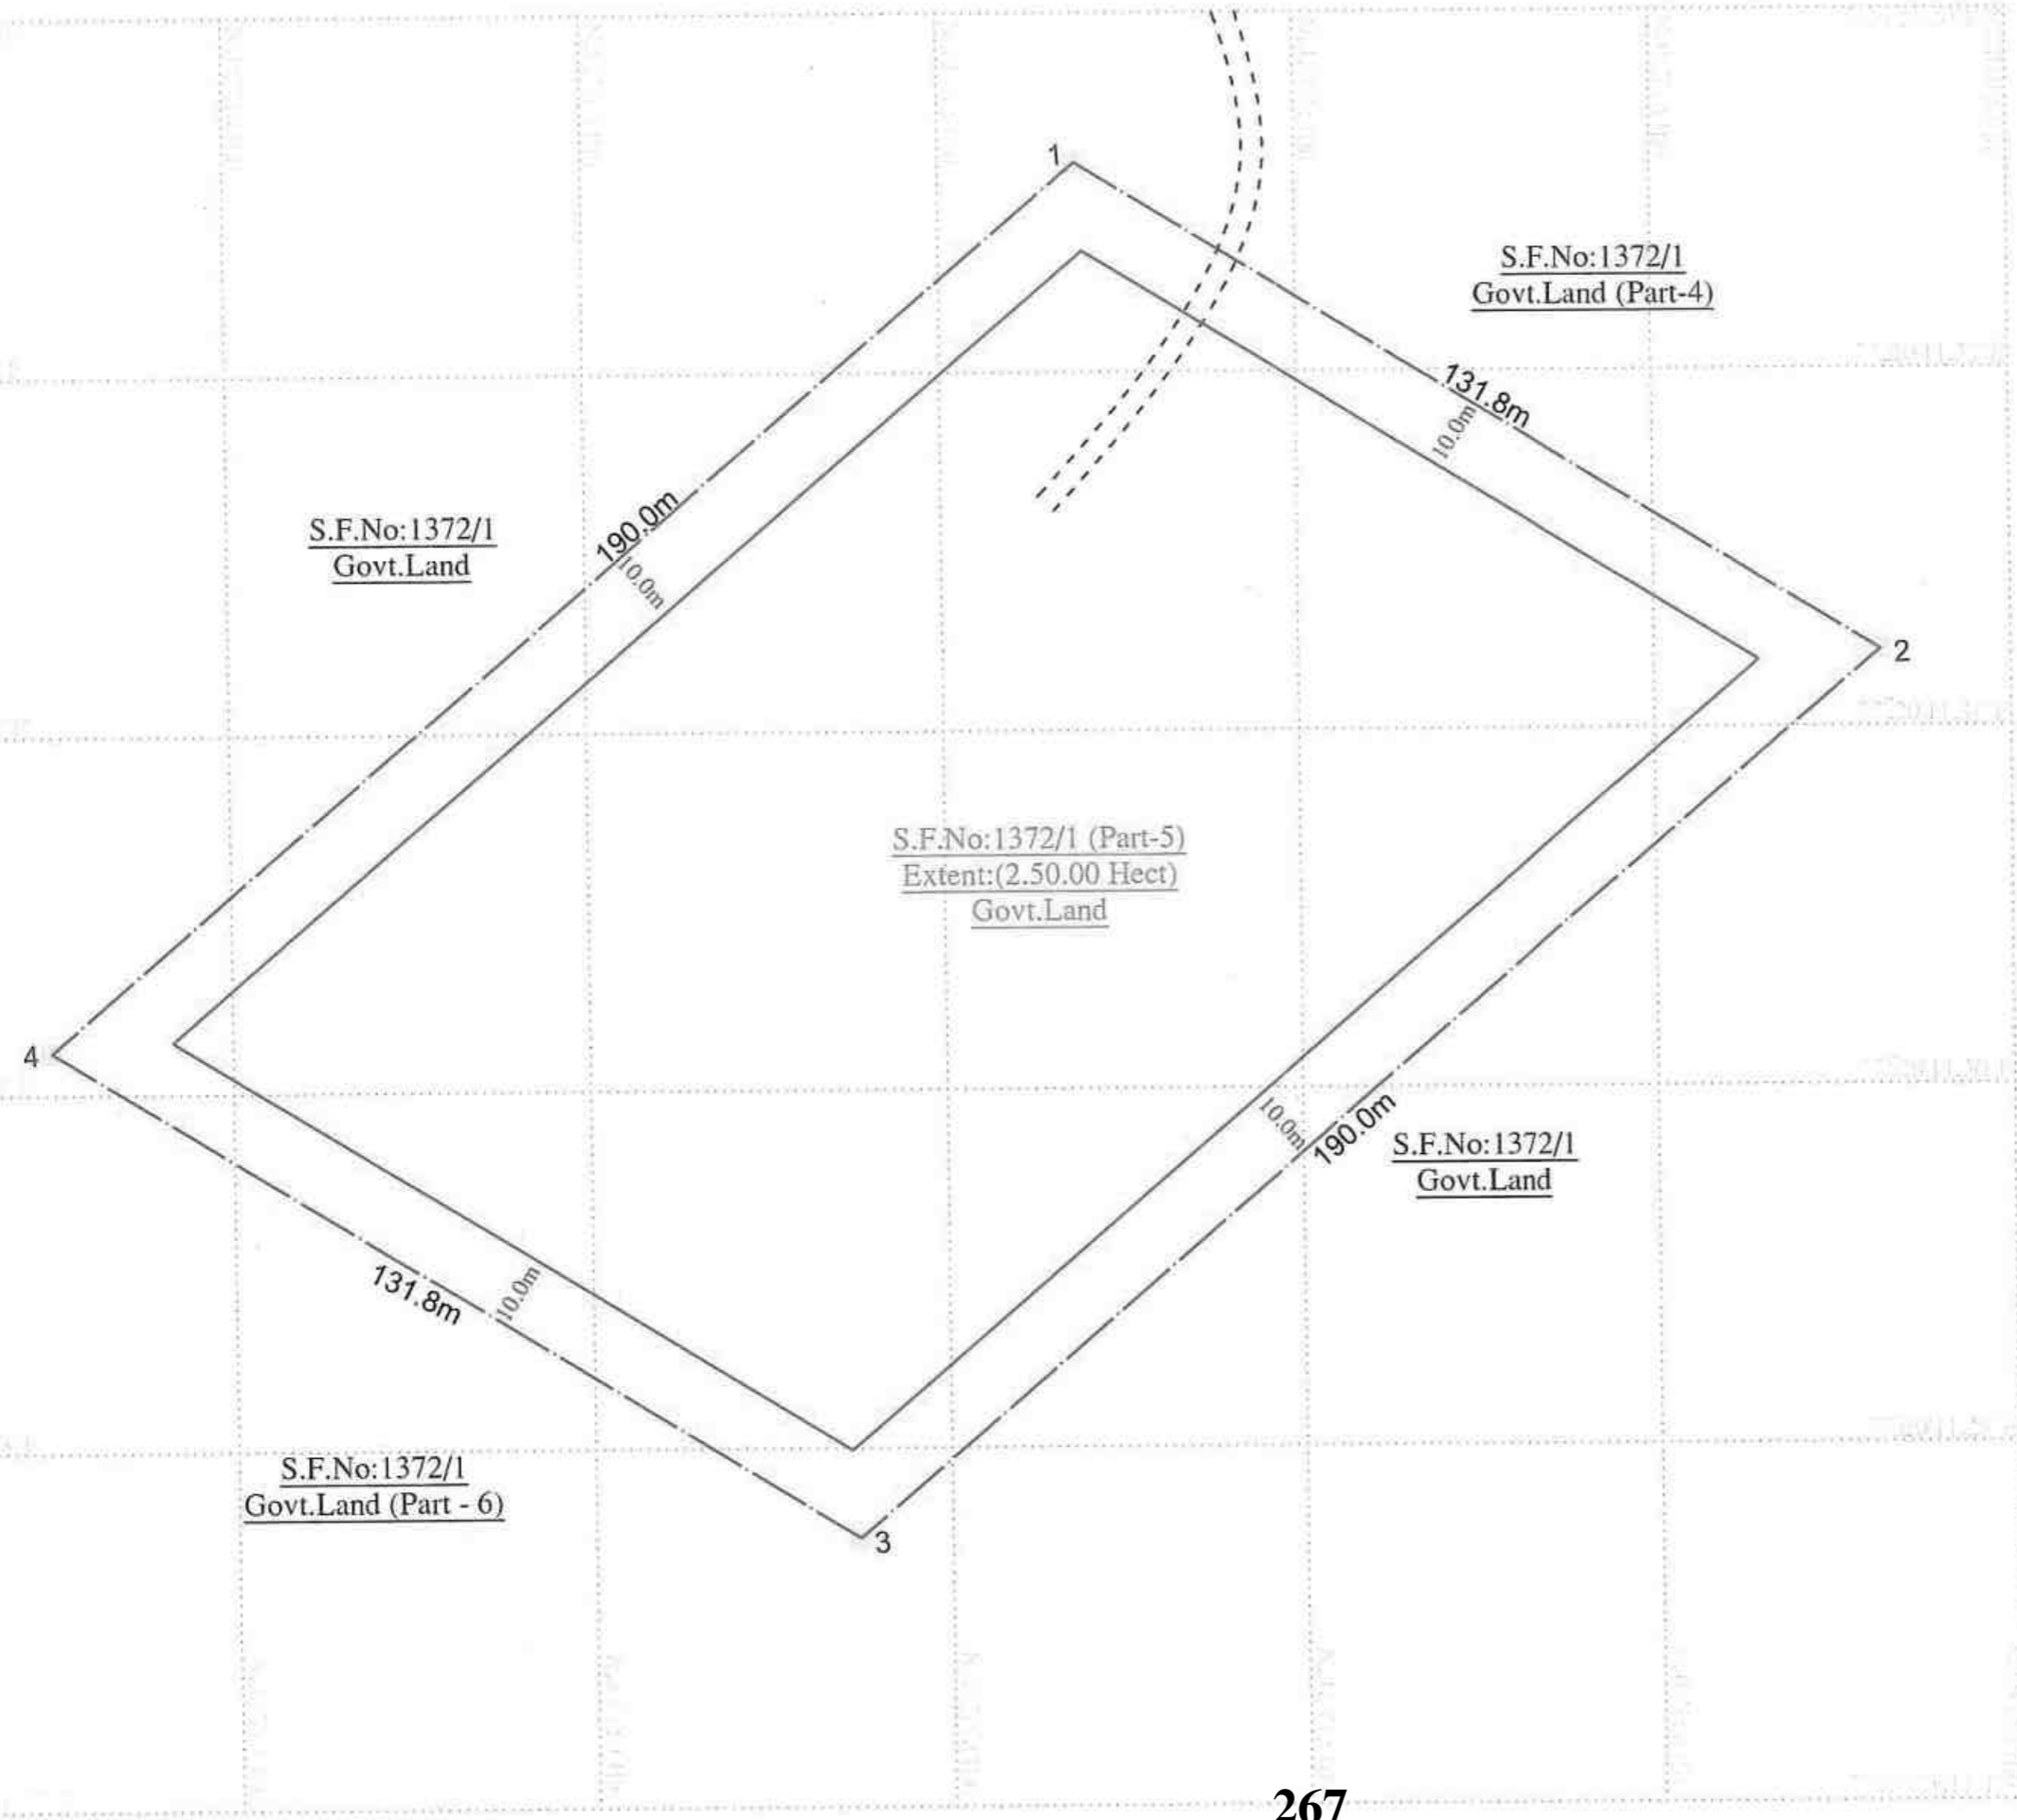 1
S.F.No:1372/1
Govt.Land (Part-4)
131.8m
10.0m
190.0m
10.0m
S.F.No:1372/1
Govt.Land
2
S.F.No:1372/1 (Part-5)
Extent:(2.50.00 Hect)
Govt.Land
4
10.0m
190.0m
S.F.No:1372/1
Govt.Land
131.8m
10.0m
S.F.No:1372/1
Govt.Land (Part - 6)
3
267